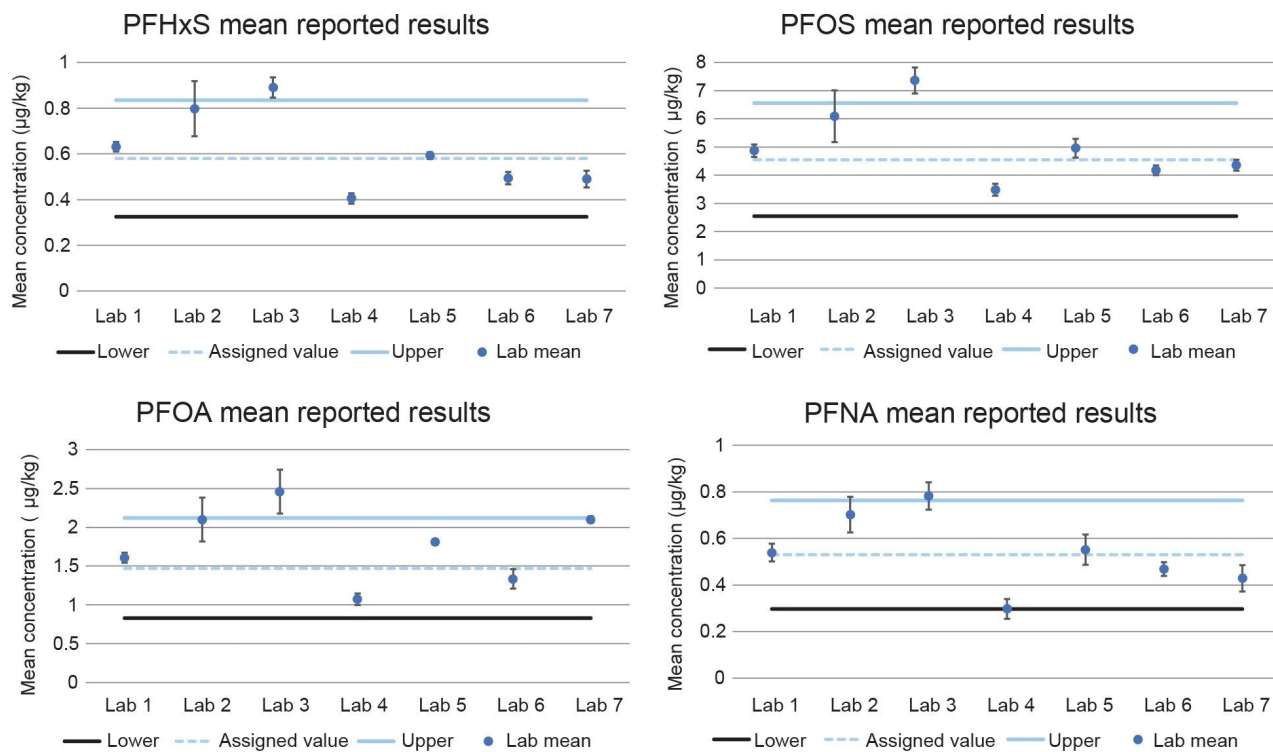 PFHxS mean reported results
Mean concentration (µg/kg)
1
0.8
0.6
0.4
0.2
0
Lab 1 Lab 2 Lab 3 Lab 4 Lab 5 Lab 6 Lab 7
Lower Assigned value Upper Lab mean
PFOS mean reported results
Mean concentration ( µg/kg)
8
7
6
5
4
3
2
1
0
Lab 1 Lab 2 Lab 3 Lab 4 Lab 5 Lab 6 Lab 7
Lower Assigned value Upper Lab mean
PFOA mean reported results
Mean concentration ( µg/kg)
3
2.5
2
1.5
1
0.5
0
Lab 1 Lab 2 Lab 3 Lab 4 Lab 5 Lab 6 Lab 7
Lower Assigned value Upper Lab mean
PFNA mean reported results
Mean concentration (µg/kg)
1
0.8
0.6
0.4
0.2
0
Lab 1 Lab 2 Lab 3 Lab 4 Lab 5 Lab 6 Lab 7
Lower Assigned value Upper Lab mean